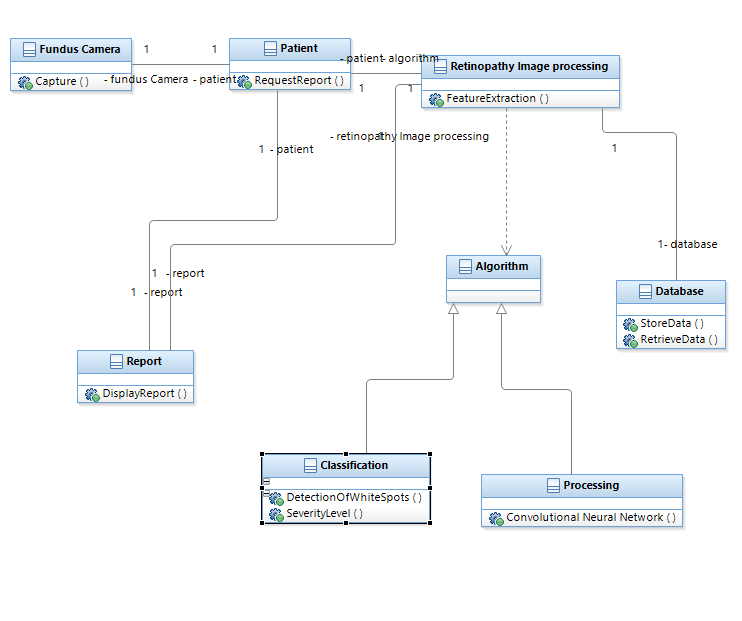 Fundus Camera
Capture ( )
1
1
- fundus Camera
- patient
Patient
RequestReport ( )
- patient
- algorithm
1
1
Retinopathy Image processing
FeatureExtraction ( )
- retinopathy Image processing
1
1 - patient
1
1 - database
1 - report
1 - report
Algorithm
Database
StoreData ( )
RetrieveData ( )
Report
DisplayReport ( )
Classification
DetectionOfWhiteSpots ( )
SeverityLevel ( )
Processing
Convolutional Neural Network ( )